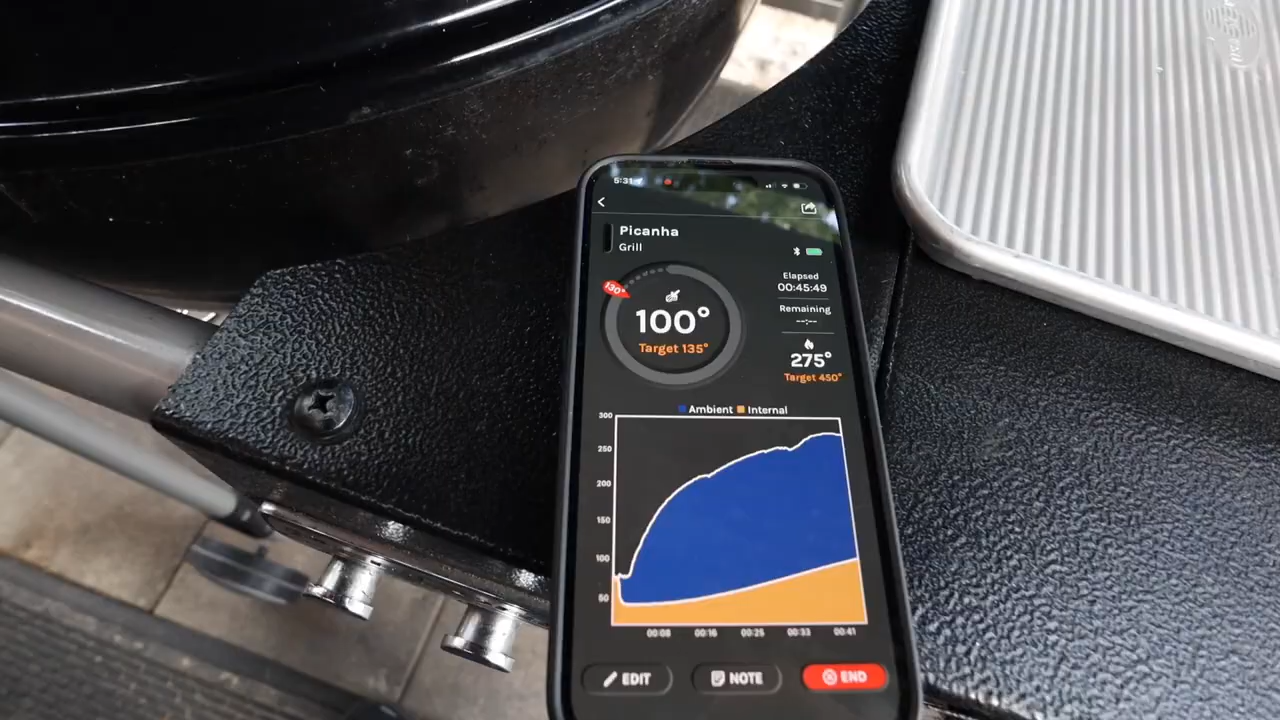 5:31
Picanha
Grill
130°
100°
Target 135°
Elapsed
00:45:49
Remaining
--:--
275°
Target 450°
Ambient Internal
300
250
200
150
100
50
00:08 00:16 00:25 00:33 00:41
EDIT NOTE END